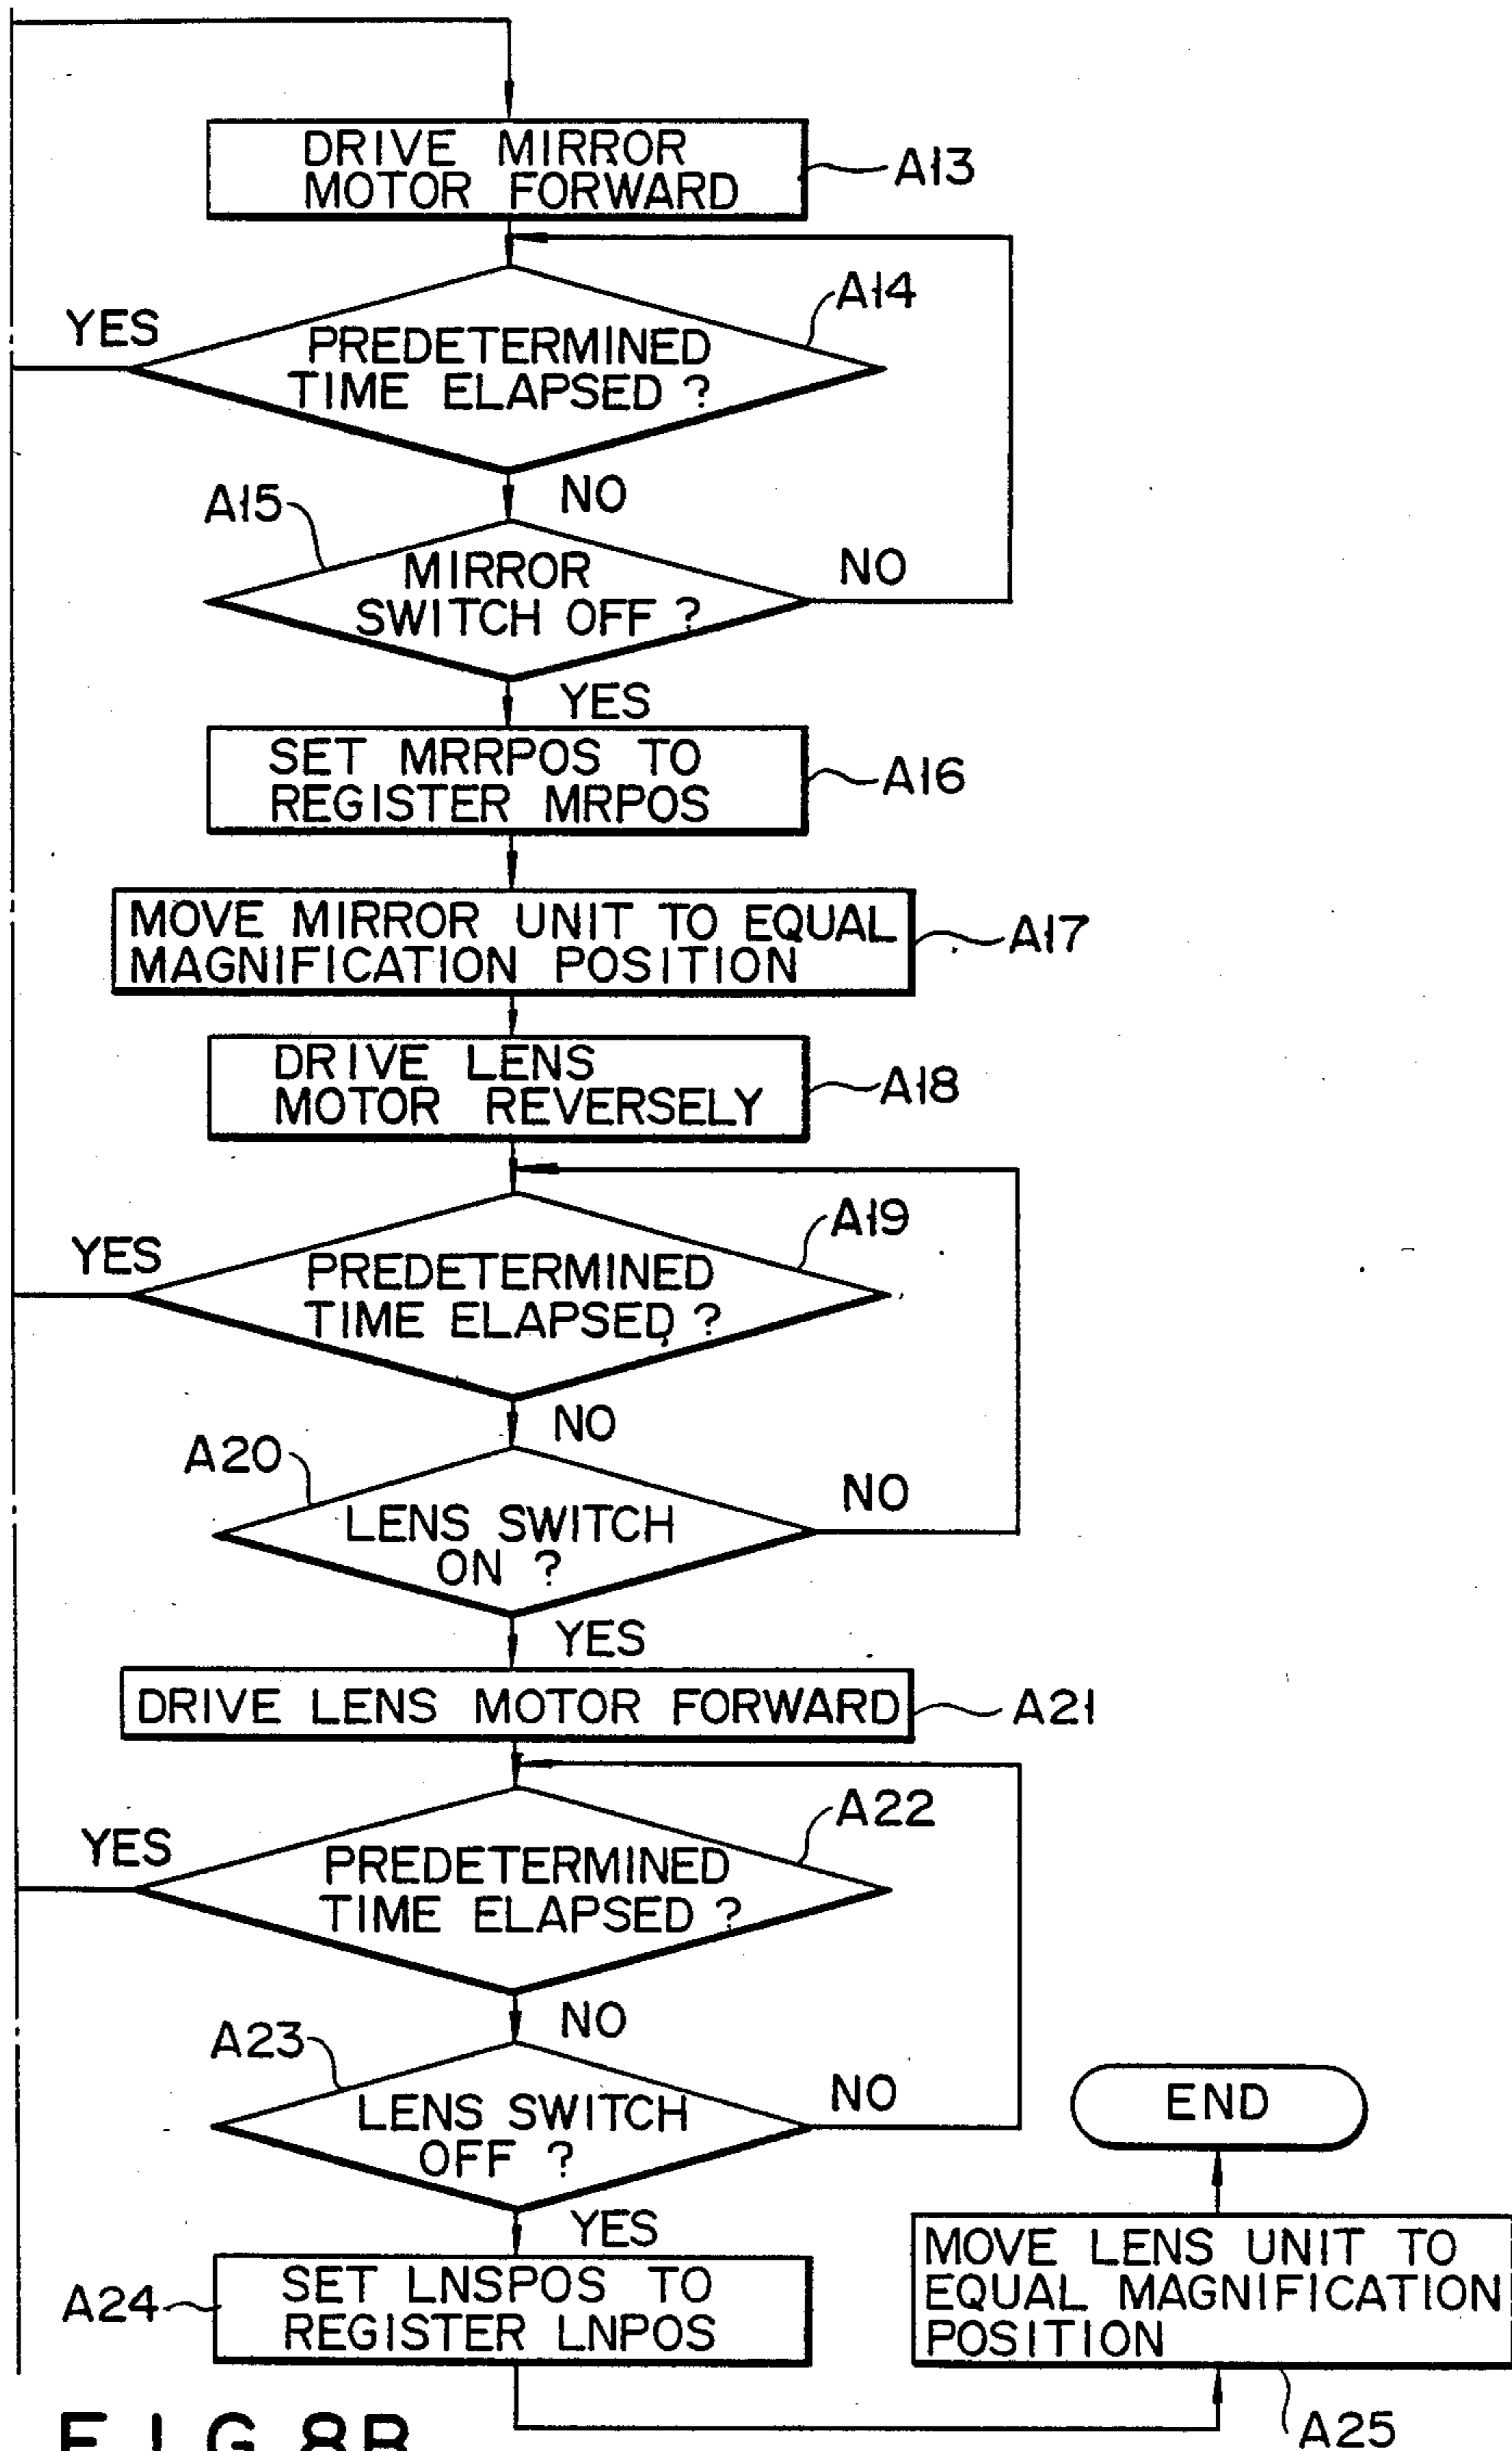 DRIVE MIRROR
MOTOR FORWARD
A13
A14
YES
PREDETERMINED
TIME ELAPSED ?
NO
A15
MIRROR
SWITCH OFF ?
NO
YES
SET MRRPOS TO
REGISTER MRPOS
A16
MOVE MIRROR UNIT TO EQUAL
MAGNIFICATION POSITION
A17
DRIVE LENS
MOTOR REVERSELY
A18
A19
YES
PREDETERMINED
TIME ELAPSED ?
NO
A20
LENS SWITCH
ON ?
NO
YES
DRIVE LENS MOTOR FORWARD
A21
A22
YES
PREDETERMINED
TIME ELAPSED ?
NO
A23
LENS SWITCH
OFF ?
NO
YES
A24
SET LNSPOS TO
REGISTER LNPOS
END
MOVE LENS UNIT TO
EQUAL MAGNIFICATION
POSITION
A25
FIG. 8B